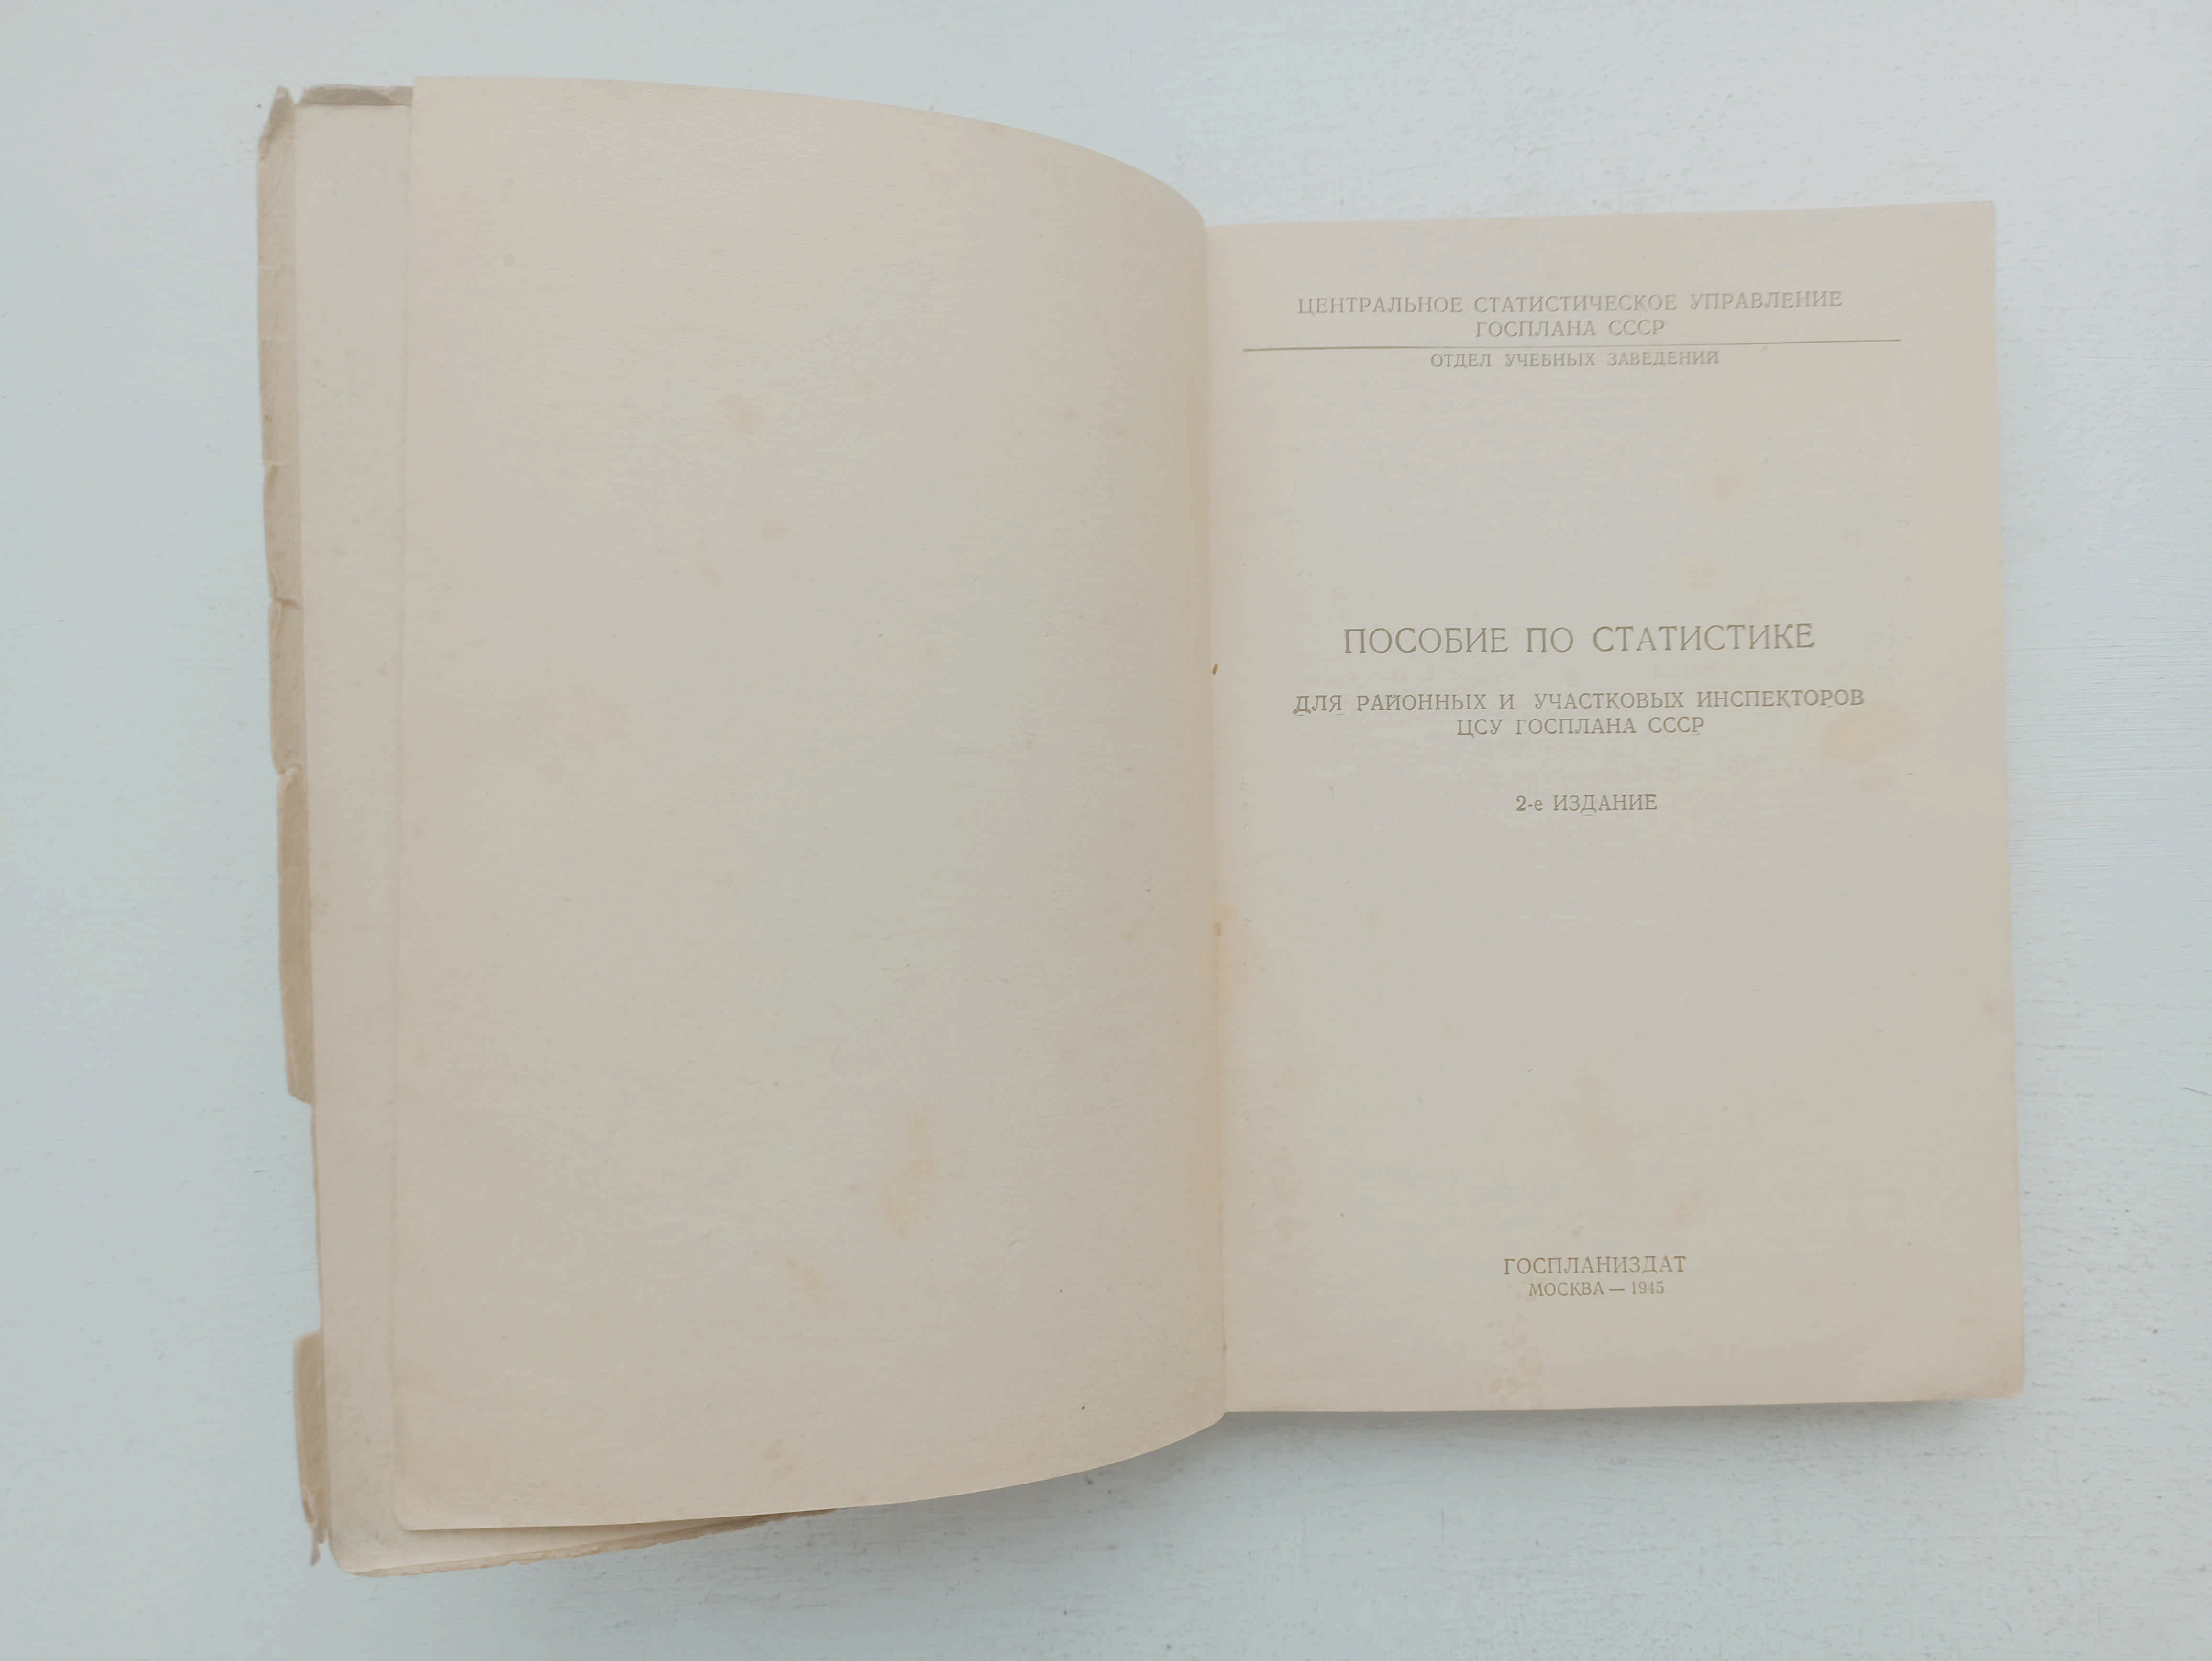 ЦЕНТРАЛЬНОЕ СТАТИСТИЧЕСКОЕ УПРАВЛЕНИЕ
ГОСПЛАНА СССР
ОТДЕЛ УЧЕБНЫХ ЗАВЕДЕНИЙ
ПОСОБИЕ ПО СТАТИСТИКЕ
ДЛЯ РАЙОННЫХ И УЧАСТКОВЫХ ИНСПЕКТОРОВ
ЦСУ ГОСПЛАНА СССР
2-е ИЗДАНИЕ
ГОСПЛАНИЗДАТ
МОСКВА — 1945